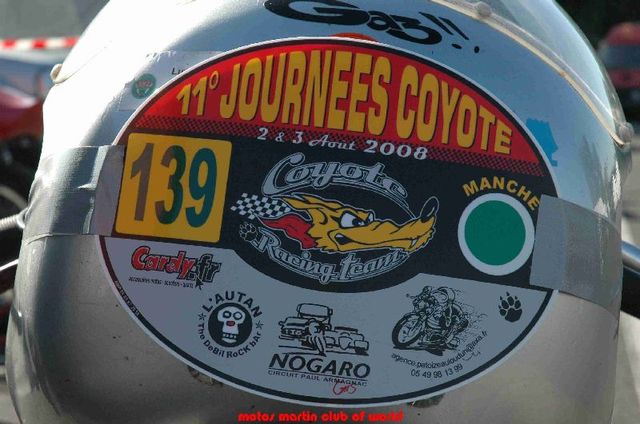 Gaz!!!
11° JOURNEES COYOTE
2 & 3 Aout 2008
139
Coyote
Racing team
MANCHE
Cardy.fr
L'AUTAN
The DeBil RocK bAr
NOGARO
CIRCUIT PAUL ARMAGNAC
Gaz
05 49 98 13 99
motos martin club of world